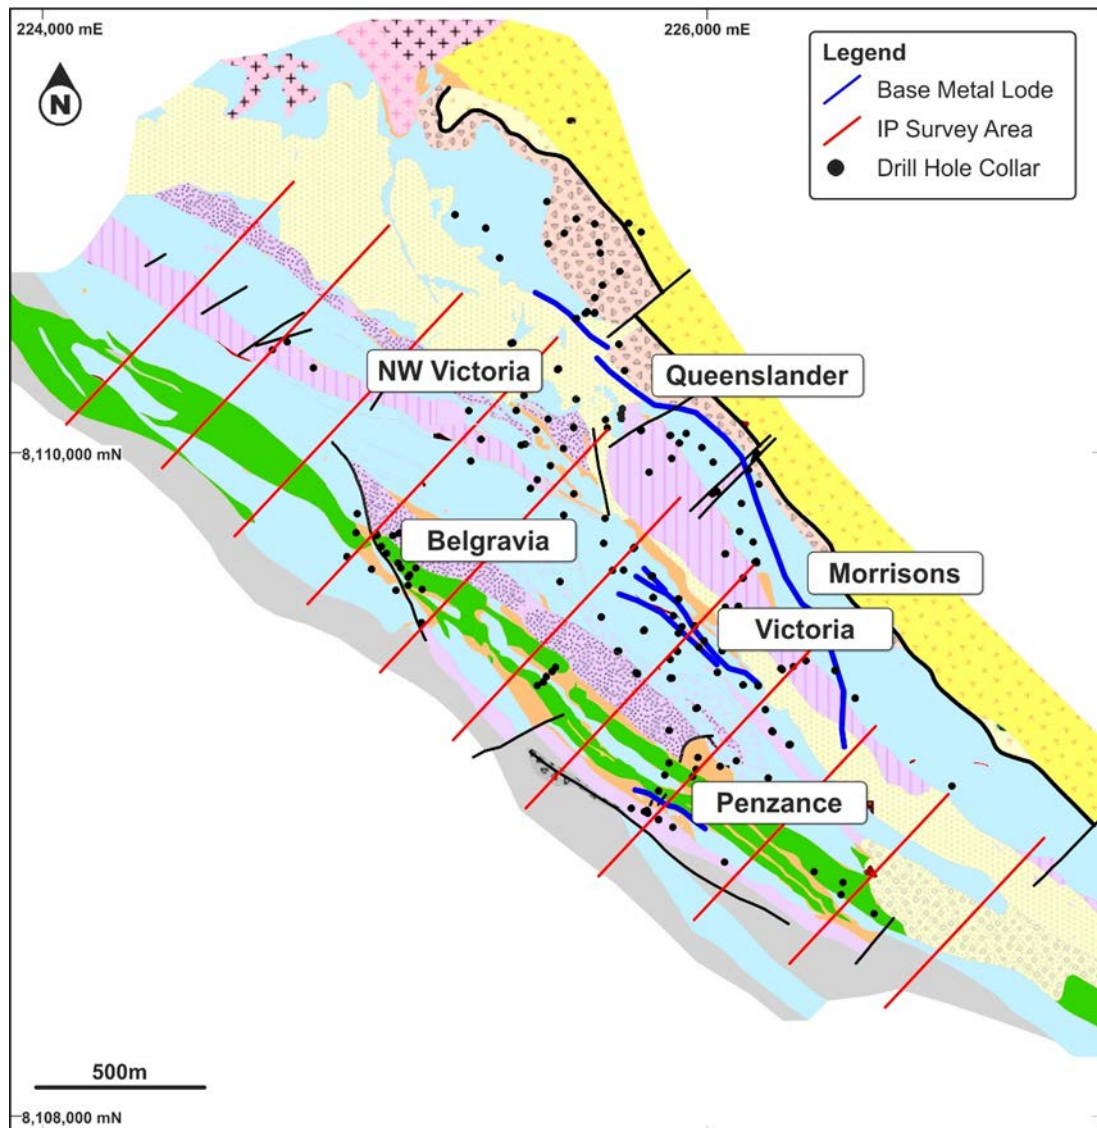 224,000 mE
226,000 mE
Legend
Base Metal Lode
IP Survey Area
Drill Hole Collar
N
NW Victoria
Queenslander
8,110,000 mN
Belgravia
Morrisons
Victoria
Penzance
500m
8,108,000 mN